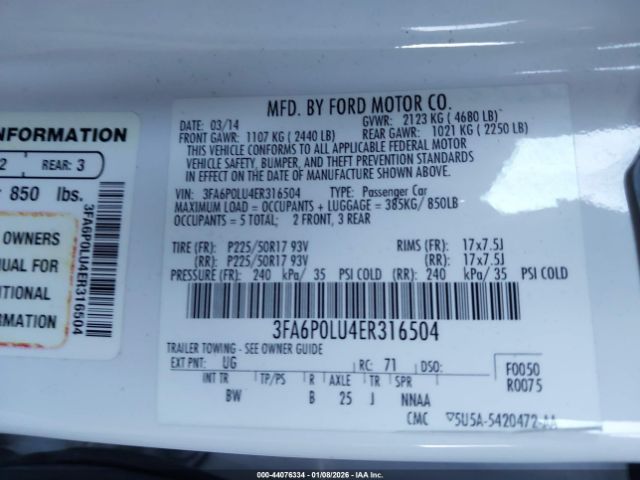 MFD. BY FORD MOTOR CO.
DATE: 03/14 GVWR: 2123 KG ( 4680 LB)
FRONT GAWR: 1107 KG ( 2440 LB) REAR GAWR: 1021 KG ( 2250 LB)
THIS VEHICLE CONFORMS TO ALL APPLICABLE FEDERAL MOTOR
VEHICLE SAFETY, BUMPER, AND THEFT PREVENTION STANDARDS
IN EFFECT ON THE DATE OF MANUFACTURE SHOWN ABOVE.
VIN: 3FA6P0LU4ER316504 TYPE: Passenger Car
MAXIMUM LOAD = OCCUPANTS + LUGGAGE = 385KG/ 850LB
OCCUPANTS = 5 TOTAL; 2 FRONT, 3 REAR
TIRE (FR): P225/50R17 93V RIMS (FR): 17x7.5J
(RR): P225/50R17 93V (RR): 17x7.5J
PRESSURE (FR): 240 kPa/ 35 PSI COLD (RR): 240 kPa/ 35 PSI COLD
3FA6P0LU4ER316504
TRAILER TOWING - SEE OWNER GUIDE
EXT PNT: UG RC: 71 DSO: F0050
R0075
INT TR TP/PS R AXLE TR SPR
BW B 25 J NNAA
CMC 5U5A-5420472-AA
INFORMATION
2 REAR: 3
850 lbs.
OWNERS
FOR
3FA6P0LU4ER316504
000-44076334 - 01/08/2026 - IAA Inc.